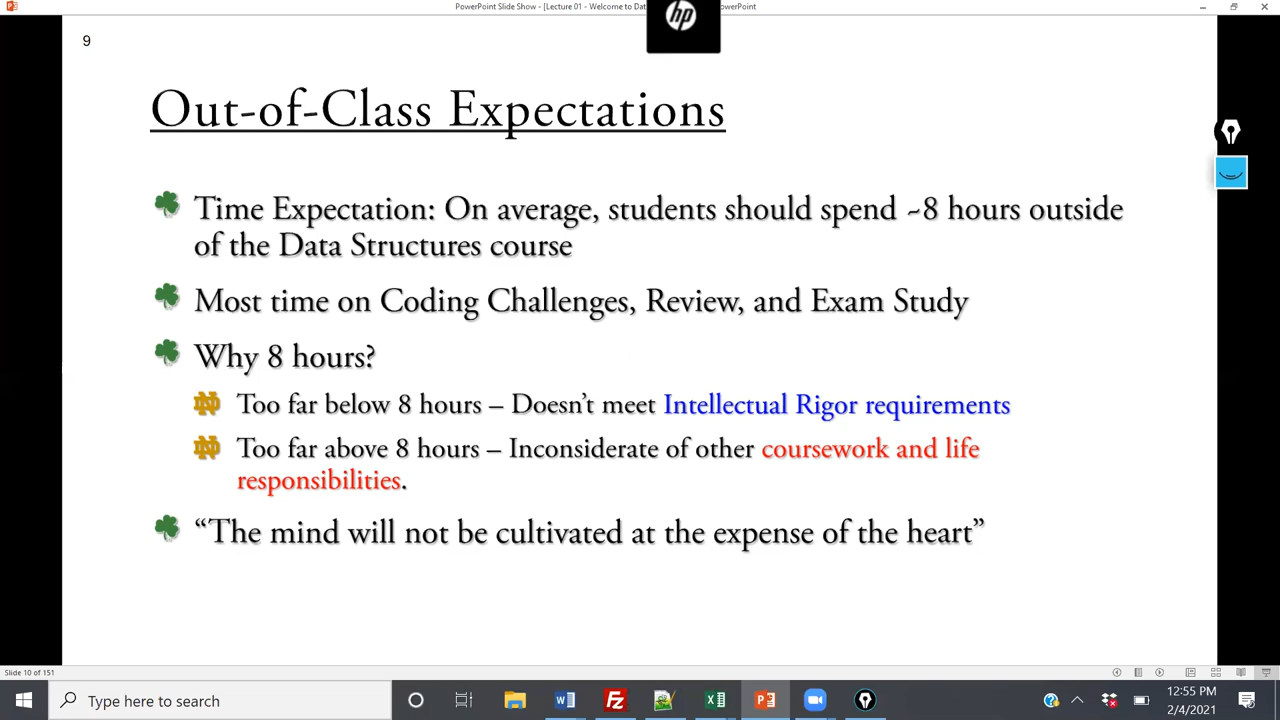 PowerPoint Slide Show - [Lecture 01 - Welcome to Dat
owerPoint
hp
9
Out-of-Class Expectations
Time Expectation: On average, students should spend ~8 hours outside
of the Data Structures course
Most time on Coding Challenges, Review, and Exam Study
Why 8 hours?
Too far below 8 hours – Doesn't meet Intellectual Rigor requirements
Too far above 8 hours – Inconsiderate of other coursework and life
responsibilities.
“The mind will not be cultivated at the expense of the heart”
Slide 10 of 151
Type here to search
12:55 PM
2/4/2021